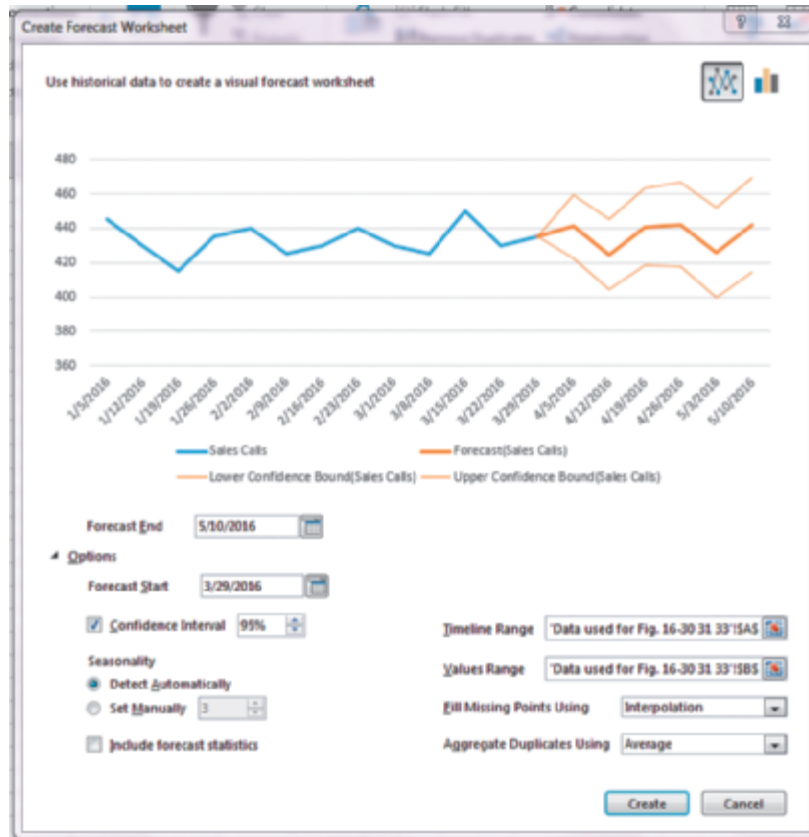 Create Forecast Worksheet
Use historical data to create a visual forecast worksheet
480
460
440
420
400
380
360
1/5/2016
1/12/2016
1/19/2016
1/26/2016
2/2/2016
2/9/2016
2/16/2016
2/23/2016
3/1/2016
3/8/2016
3/15/2016
3/22/2016
3/29/2016
4/5/2016
4/12/2016
4/19/2016
4/26/2016
5/3/2016
5/10/2016
Sales Calls
Forecast(Sales Calls)
Lower Confidence Bound(Sales Calls)
Upper Confidence Bound(Sales Calls)
Forecast End 5/10/2016
Options
Forecast Start 3/29/2016
Confidence Interval 95%
Seasonality
Detect Automatically
Set Manually 3
Include forecast statistics
Timeline Range 'Data used for Fig. 16-30 31 33'!$A$
Values Range 'Data used for Fig. 16-30 31 33'!$B$
Fill Missing Points Using Interpolation
Aggregate Duplicates Using Average
Create
Cancel